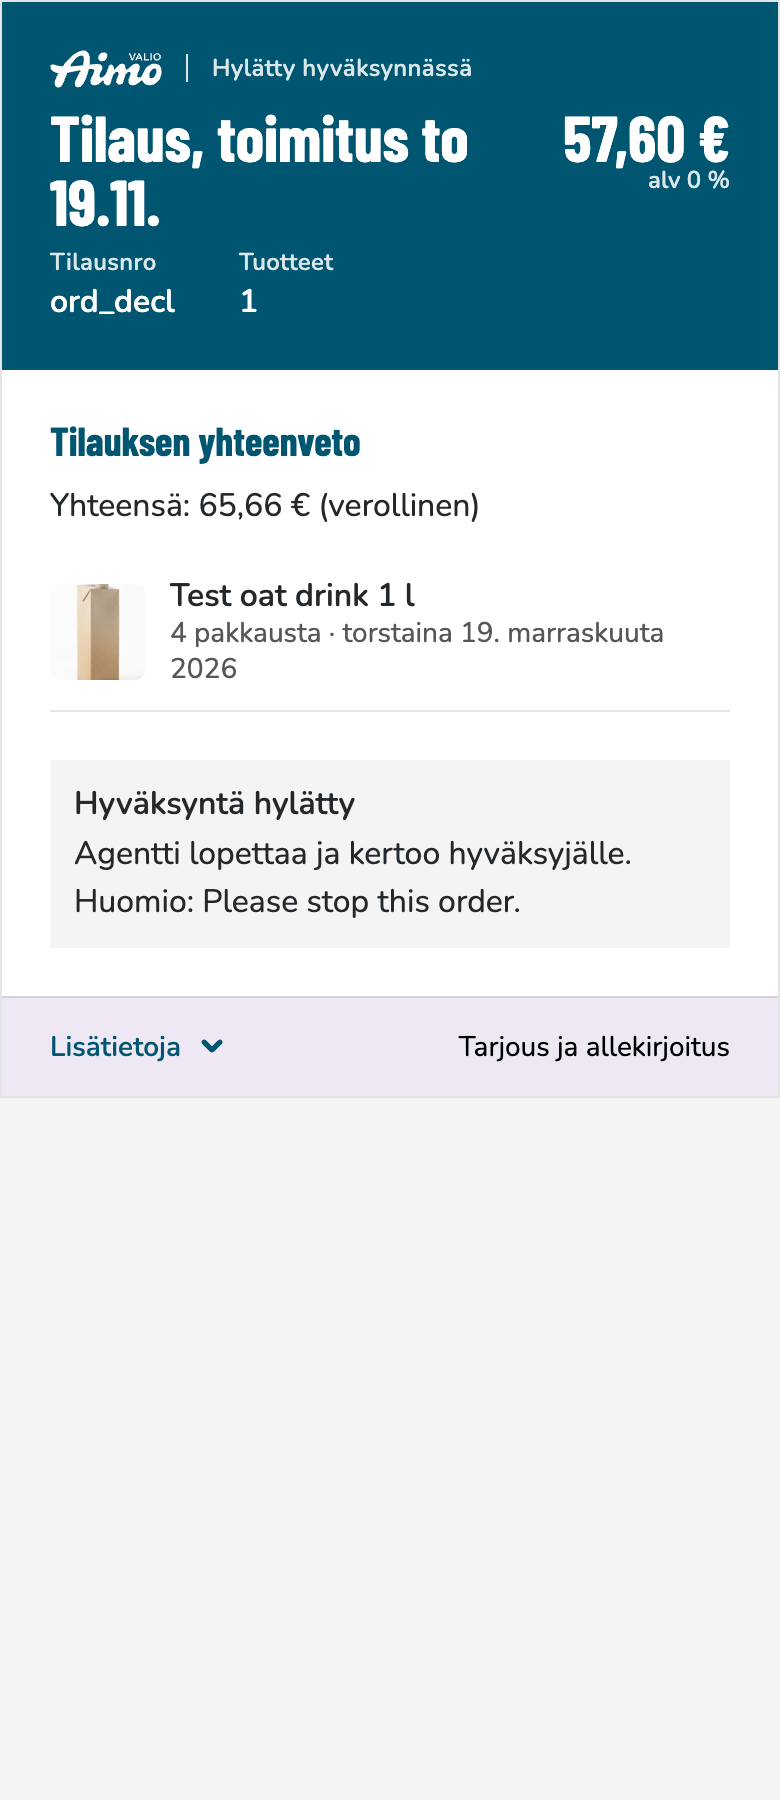 VALIO
Aimo
Hylätty hyväksynnässä
Tilaus, toimitus to
19.11.
57,60 €
alv 0 %
Tilausnro
ord_decl
Tuotteet
1
Tilauksen yhteenveto
Yhteensä: 65,66 € (verollinen)
Test oat drink 1 l
4 pakkausta · torstaina 19. marraskuuta
2026
Hyväksyntä hylätty
Agentti lopettaa ja kertoo hyväksyjälle.
Huomio: Please stop this order.
Lisätietoja
Tarjous ja allekirjoitus